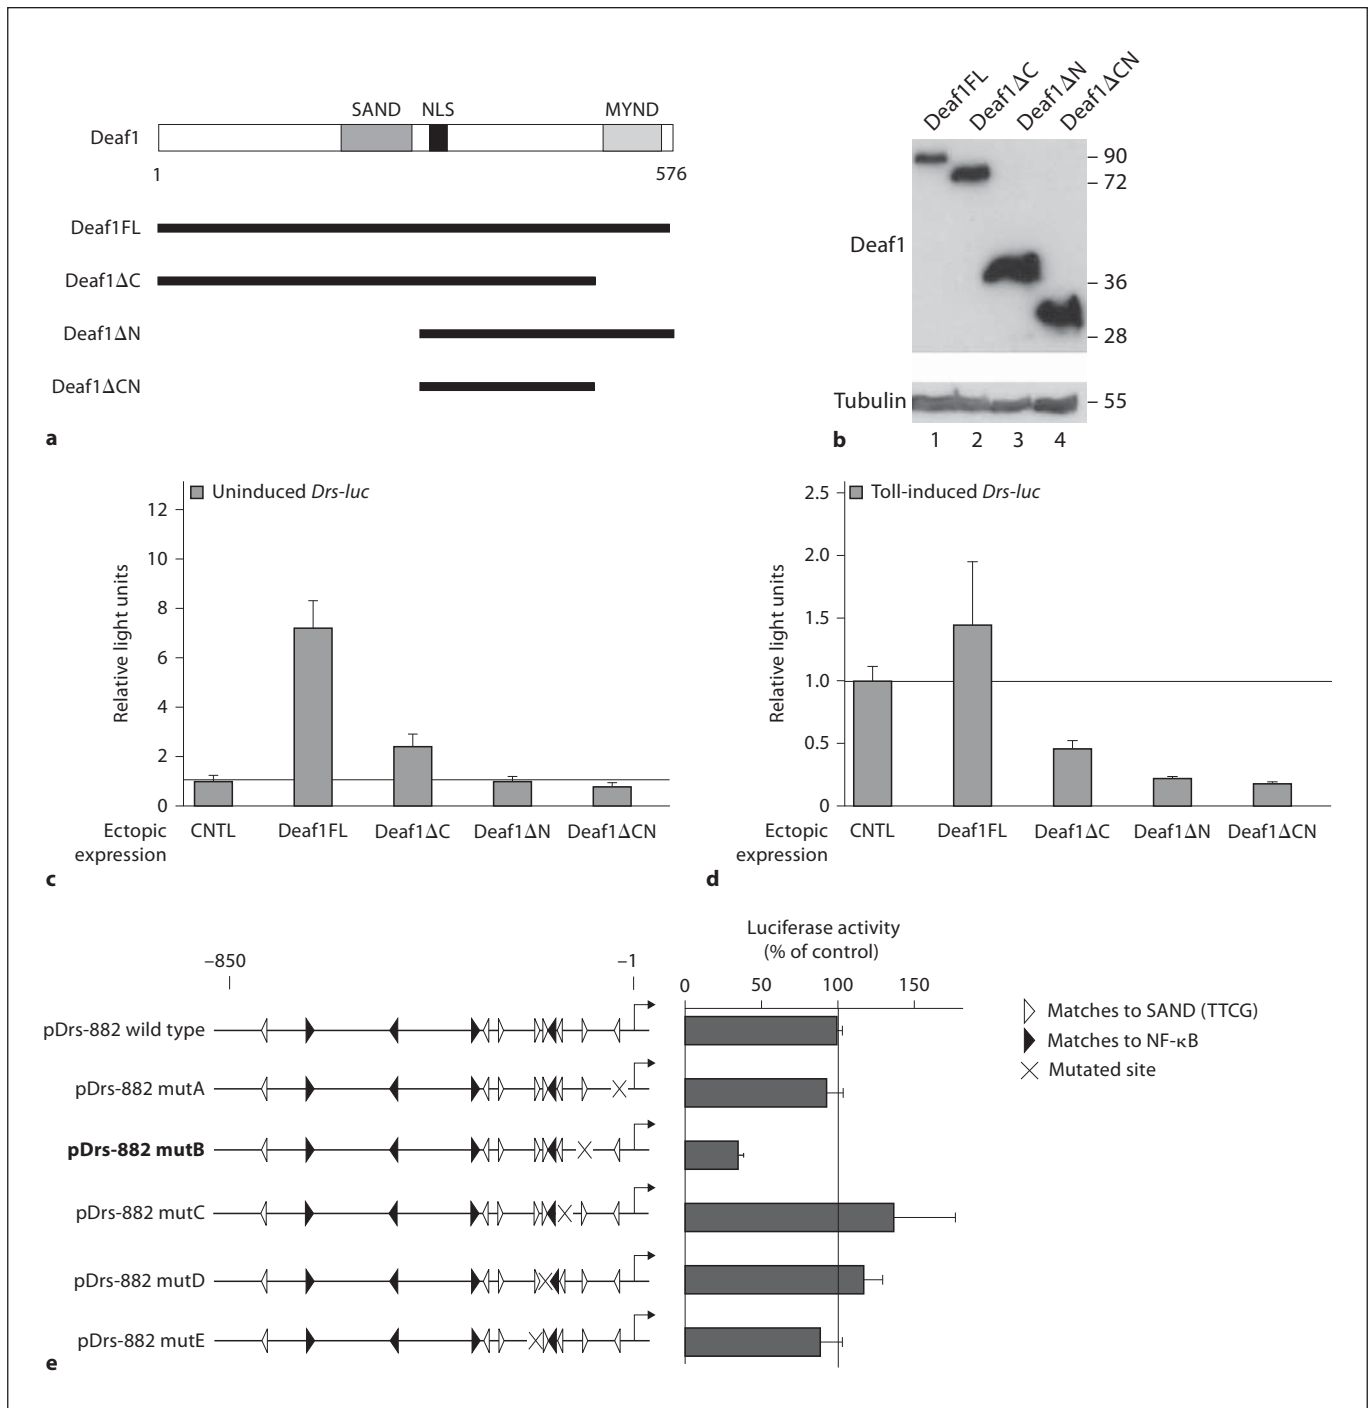 SAND NLS MYND
Deaf1
1 576
Deaf1FL
Deaf1ΔC
Deaf1ΔN
Deaf1ΔCN
a
Deaf1FL
Deaf1ΔC
Deaf1ΔN
Deaf1ΔCN
– 90
– 72
Deaf1
– 36
– 28
Tubulin – 55
b 1 2 3 4
Uninduced Drs-luc
Relative light units
12
10
8
6
4
2
0
Ectopic expression CNTL Deaf1FL Deaf1ΔC Deaf1ΔN Deaf1ΔCN
c
Toll-induced Drs-luc
Relative light units
2.5
2.0
1.5
1.0
0.5
0
Ectopic expression CNTL Deaf1FL Deaf1ΔC Deaf1ΔN Deaf1ΔCN
d
Luciferase activity
(% of control)
–850 –1
0 50 100 150
pDrs-882 wild type
pDrs-882 mutA
pDrs-882 mutB
pDrs-882 mutC
pDrs-882 mutD
pDrs-882 mutE
Matches to SAND (TTCG)
Matches to NF-κB
Mutated site
e